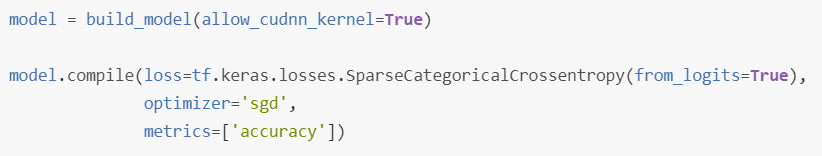 model = build_model(allow_cudnn_kernel=True)
model.compile(loss=tf.keras.losses.SparseCategoricalCrossentropy(from_logits=True),
              optimizer='sgd',
              metrics=['accuracy'])